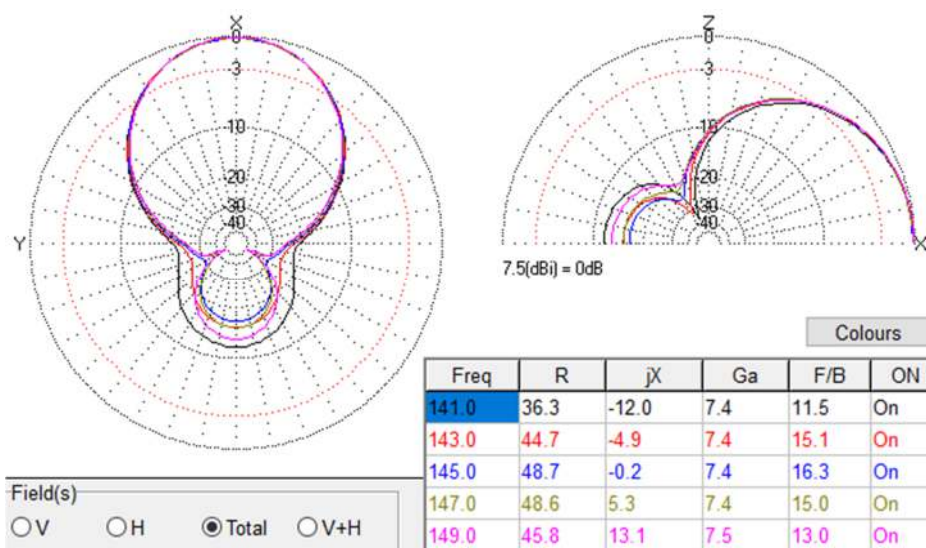 X
0
-3
-10
-20
-30
-40
Y
Z
0
-3
-10
-20
-30
-40
X
7.5(dBi) = 0dB
Colours
Freq R jX Ga F/B ON
141.0 36.3 -12.0 7.4 11.5 On
143.0 44.7 -4.9 7.4 15.1 On
145.0 48.7 -0.2 7.4 16.3 On
147.0 48.6 5.3 7.4 15.0 On
149.0 45.8 13.1 7.5 13.0 On
Field(s)
V H Total V+H